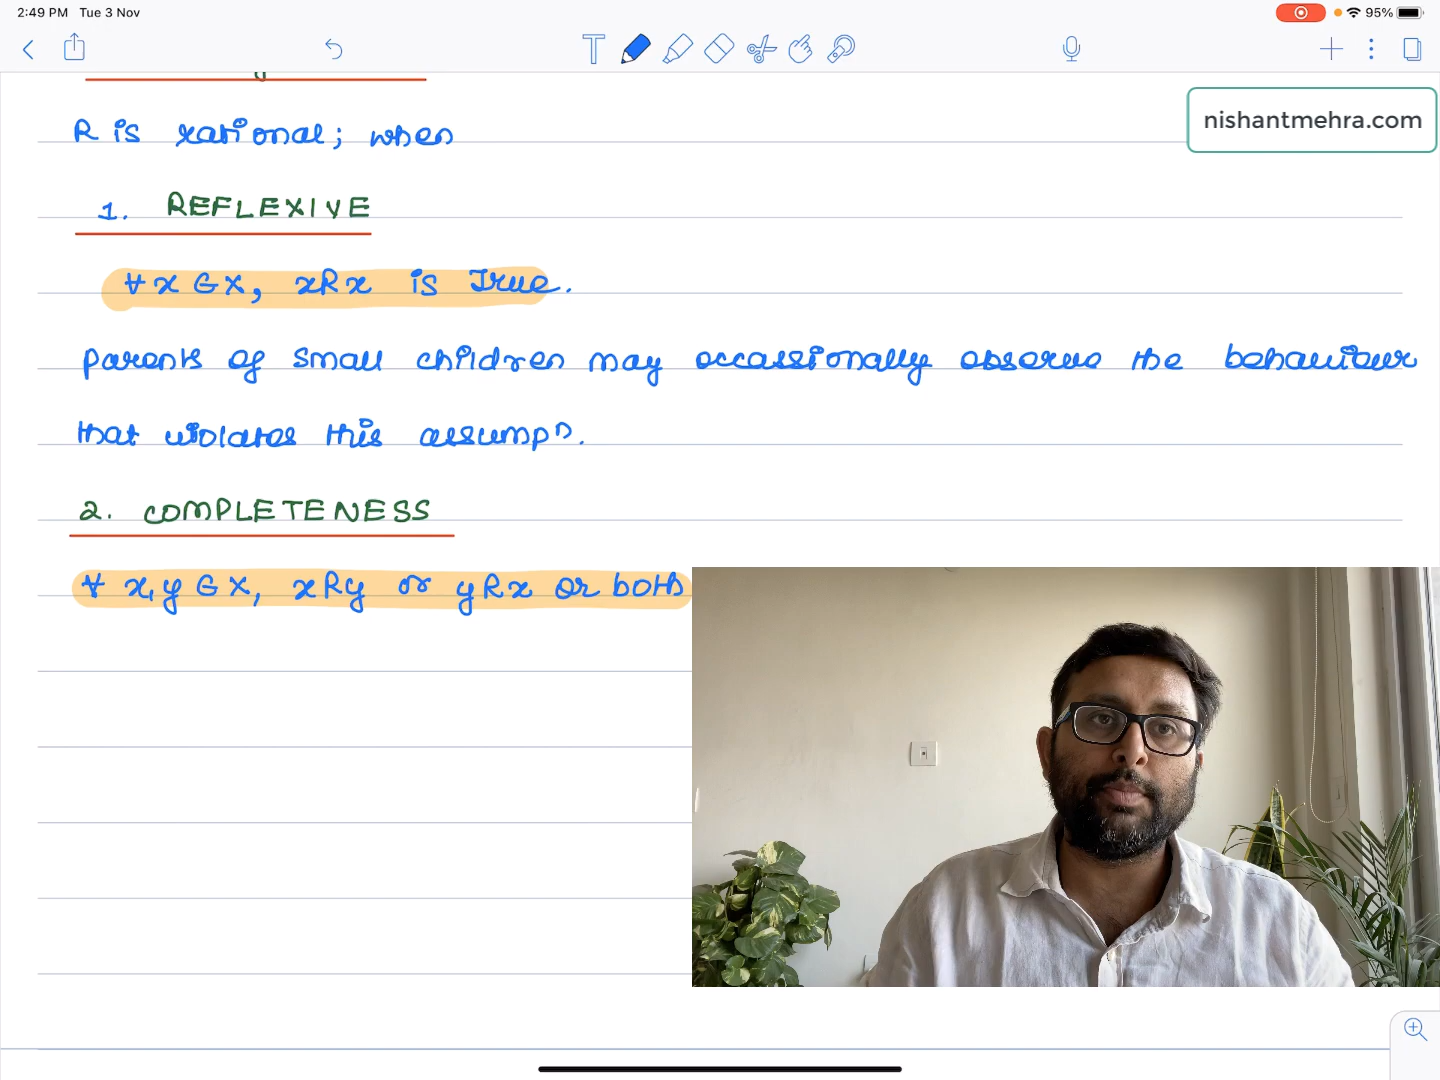 2:49 PM Tue 3 Nov
95%
T
nishantmehra.com
R is rational; when
1. REFLEXIVE
∀ x ∈ X, xRx is True.
Parents of small children may occassionally observe the behaviour
that violates this assumpⁿ.
2. COMPLETENESS
∀ x, y ∈ X, xRy or yRx or both